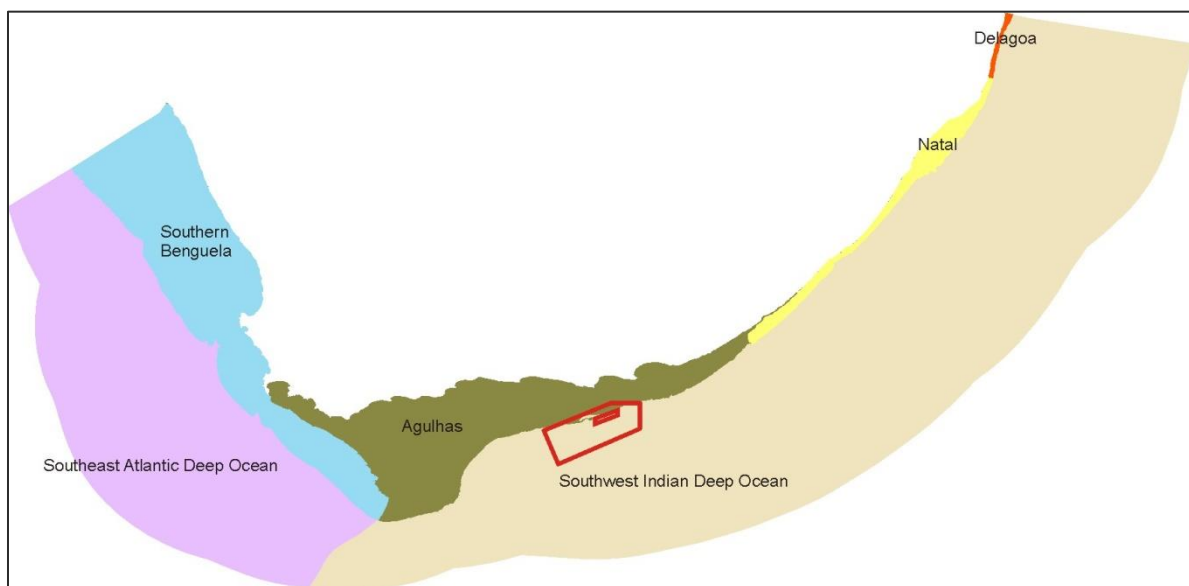 Delagoa
Natal
Southern
Benguela
Agulhas
Southeast Atlantic Deep Ocean
Southwest Indian Deep Ocean